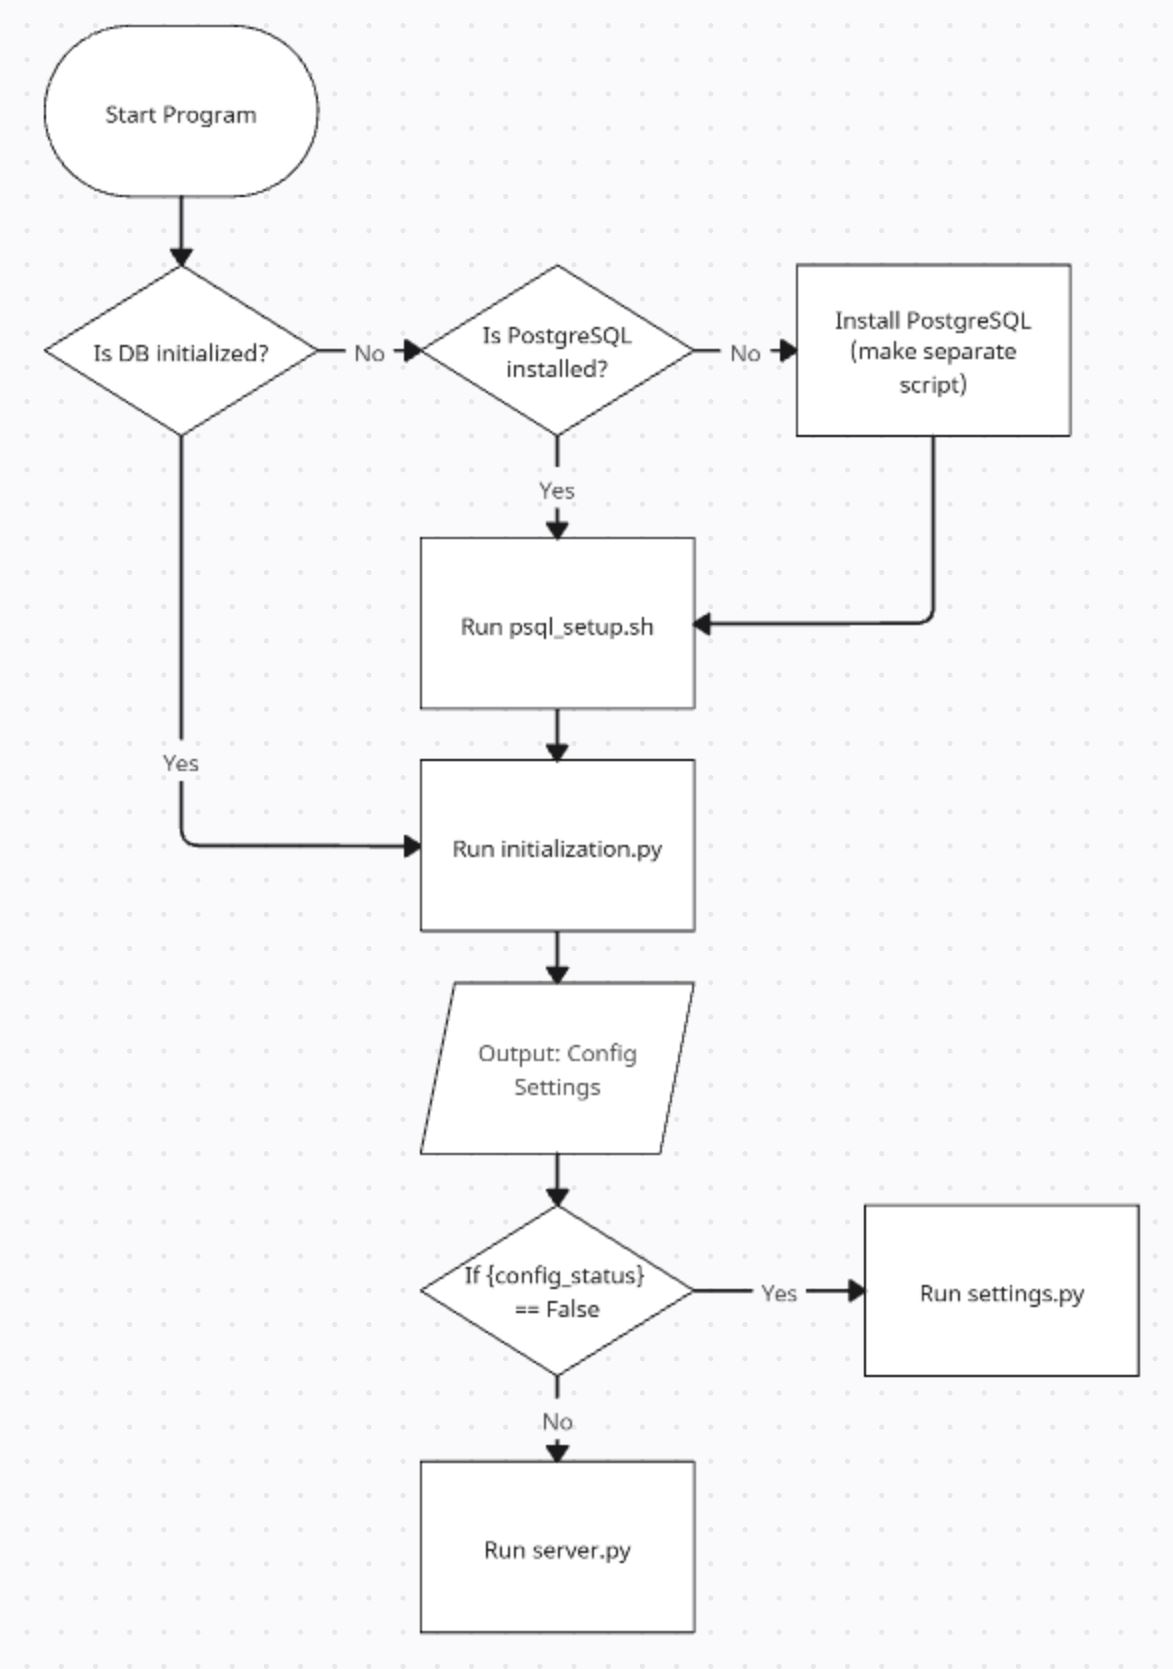 Start Program
Is DB initialized?
No
Is PostgreSQL
installed?
No
Install PostgreSQL
(make separate
script)
Yes
Run psql_setup.sh
Yes
Run initialization.py
Output: Config
Settings
If {config_status}
== False
Yes
Run settings.py
No
Run server.py